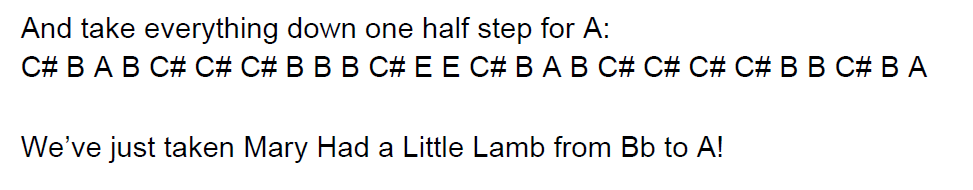 And take everything down one half step for A:
C# B A B C# C# C# B B B C# E E C# B A B C# C# C# C# B B C# B A
We’ve just taken Mary Had a Little Lamb from Bb to A!